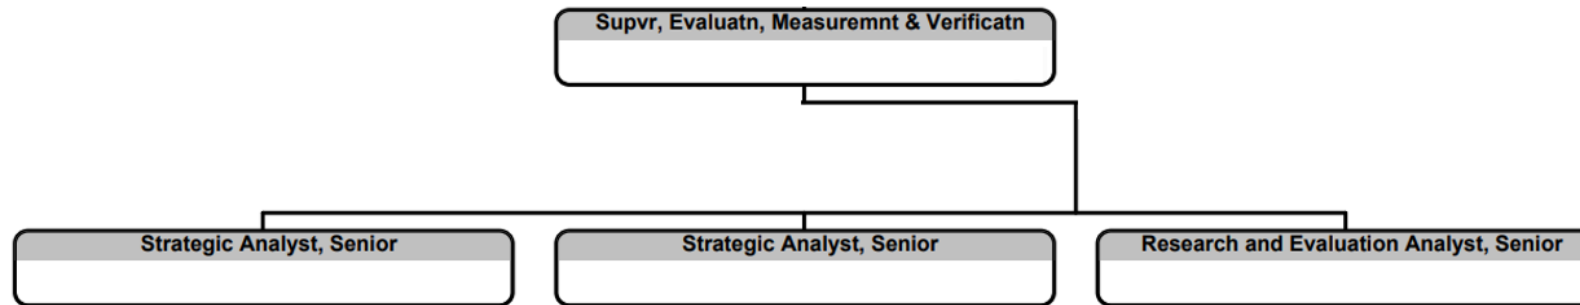 Supvr, Evaluatn, Measuremnt & Verificatn
Strategic Analyst, Senior
Strategic Analyst, Senior
Research and Evaluation Analyst, Senior